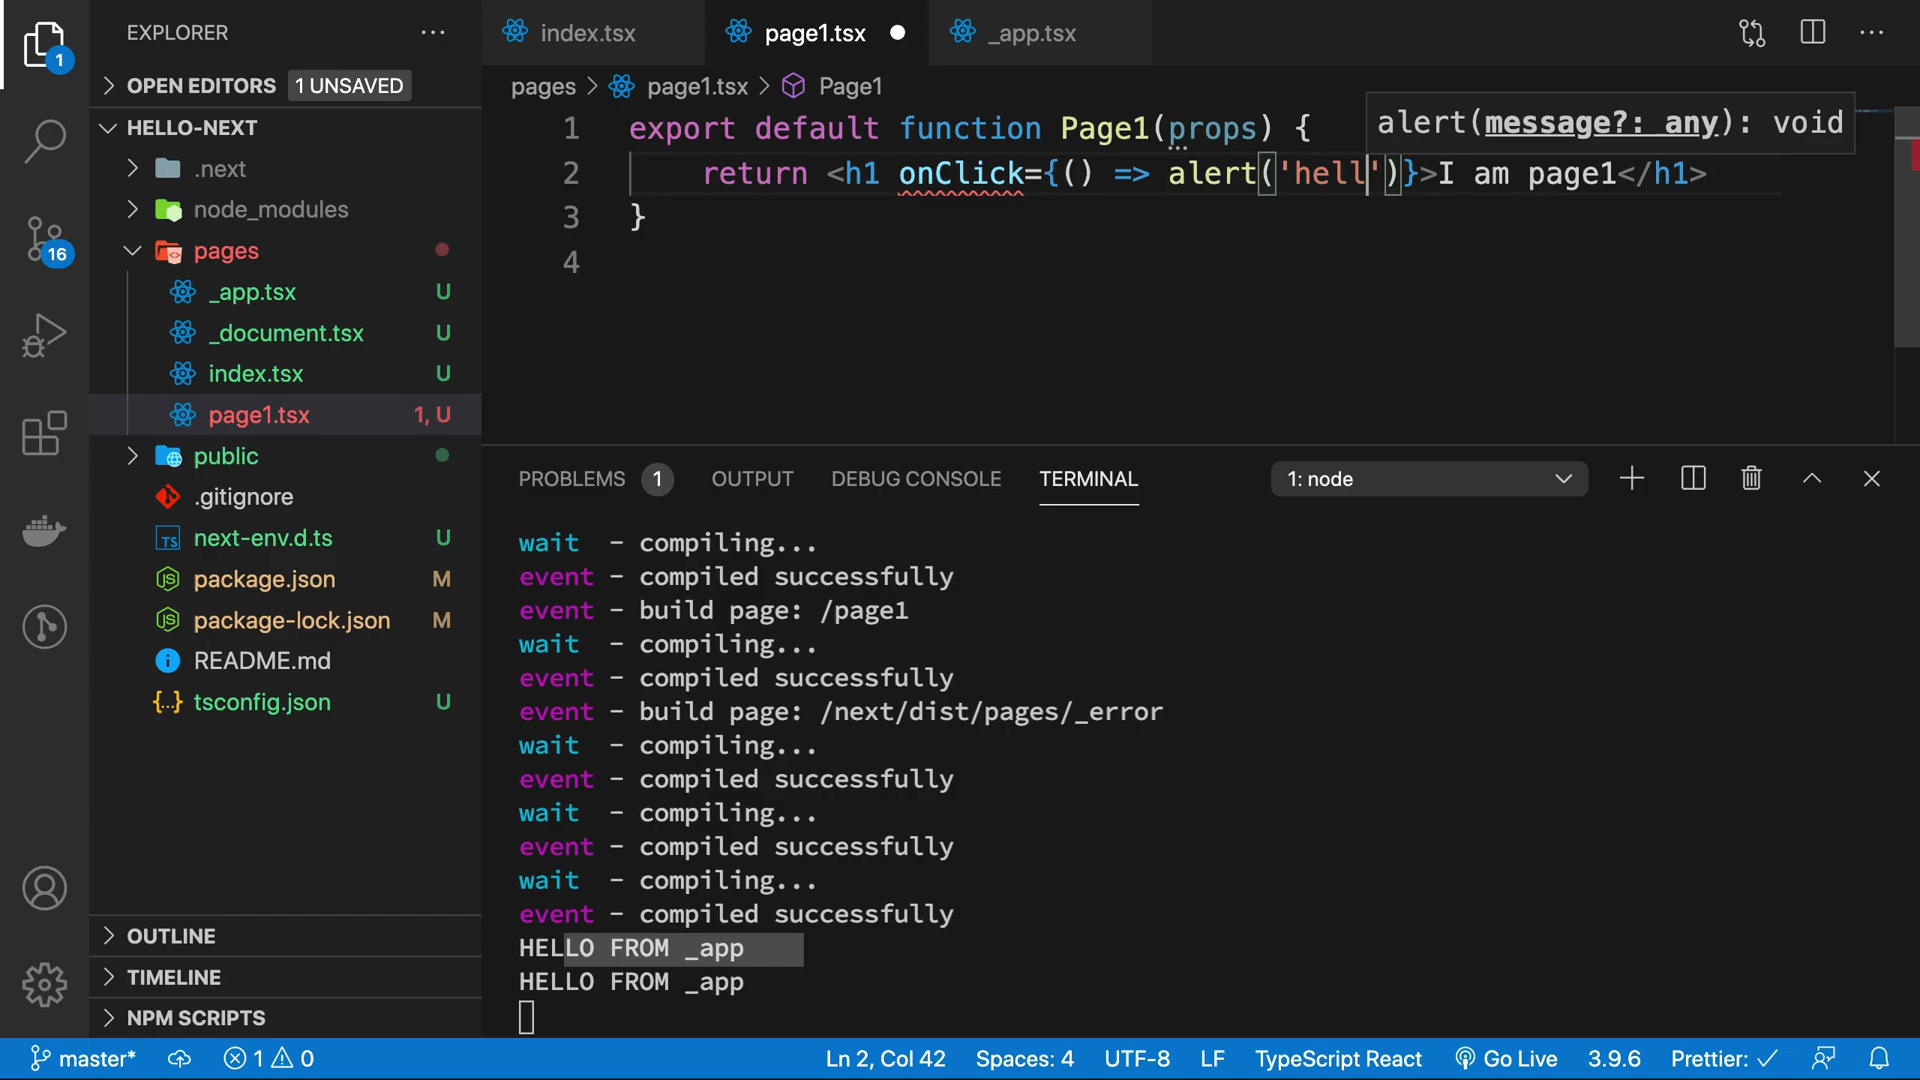 EXPLORER
OPEN EDITORS 1 UNSAVED
HELLO-NEXT
.next
node_modules
pages
_app.tsx U
_document.tsx U
index.tsx U
page1.tsx 1, U
public
.gitignore
next-env.d.ts U
package.json M
package-lock.json M
README.md
tsconfig.json U
OUTLINE
TIMELINE
NPM SCRIPTS
1
16
index.tsx page1.tsx _app.tsx
pages > page1.tsx > Page1
alert(message?: any): void
1 export default function Page1(props) {
2 return <h1 onClick={() => alert('hell')}>I am page1</h1>
3 }
4
PROBLEMS 1 OUTPUT DEBUG CONSOLE TERMINAL 1: node
wait - compiling...
event - compiled successfully
event - build page: /page1
wait - compiling...
event - compiled successfully
event - build page: /next/dist/pages/_error
wait - compiling...
event - compiled successfully
wait - compiling...
event - compiled successfully
wait - compiling...
event - compiled successfully
HELLO FROM _app
HELLO FROM _app
master* 1 0 Ln 2, Col 42 Spaces: 4 UTF-8 LF TypeScript React Go Live 3.9.6 Prettier: ✓